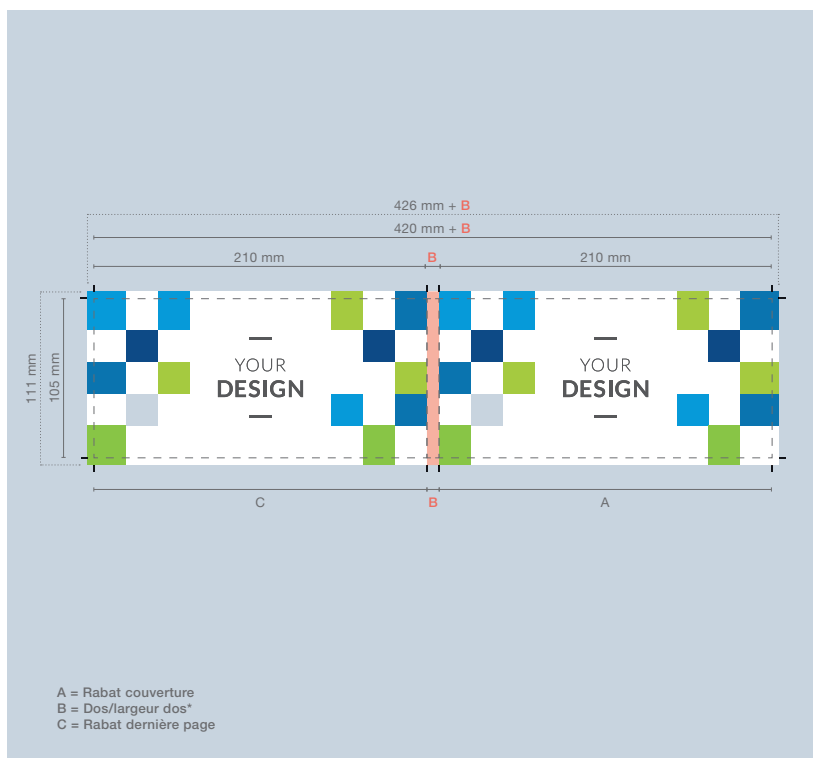 426 mm + B
420 mm + B
210 mm
B
210 mm
111 mm
105 mm
YOUR
DESIGN
YOUR
DESIGN
C
B
A
A = Rabat couverture
B = Dos/largeur dos*
C = Rabat dernière page